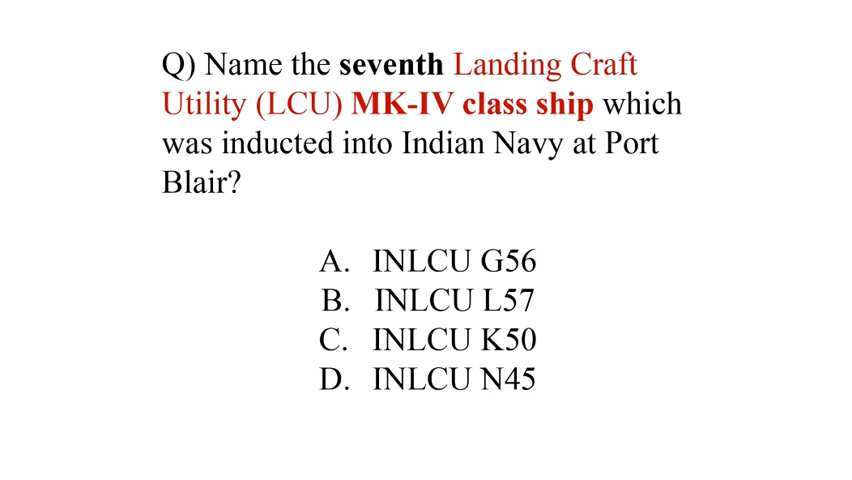 Q) Name the seventh Landing Craft
Utility (LCU) MK-IV class ship which
was inducted into Indian Navy at Port
Blair?
A. INLCU G56
B. INLCU L57
C. INLCU K50
D. INLCU N45